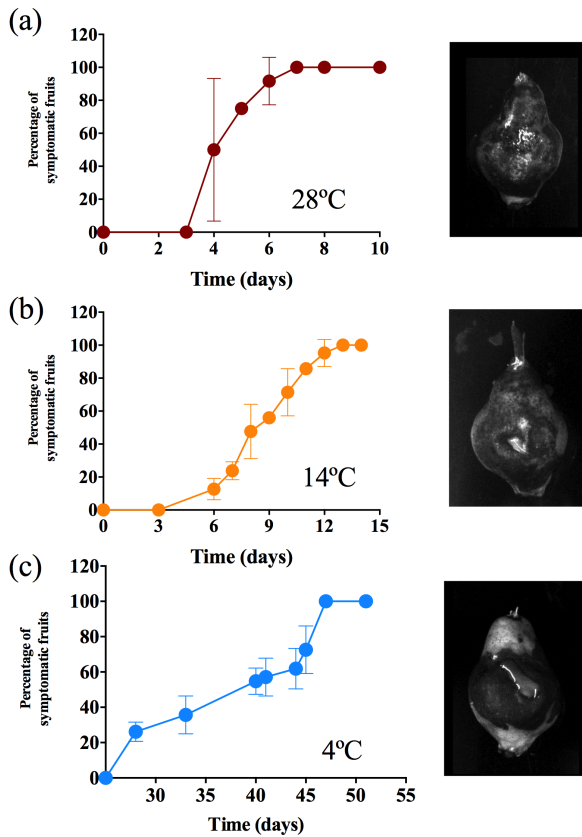 (a)
Percentage of
symptomatic fruits
120
100
80
60
40
20
0
28ºC
0 2 4 6 8 10
Time (days)
(b)
Percentage of
symptomatic fruits
120
100
80
60
40
20
0
14ºC
0 3 6 9 12 15
Time (days)
(c)
Percentage of
symptomatic fruits
120
100
80
60
40
20
0
4ºC
30 35 40 45 50 55
Time (days)